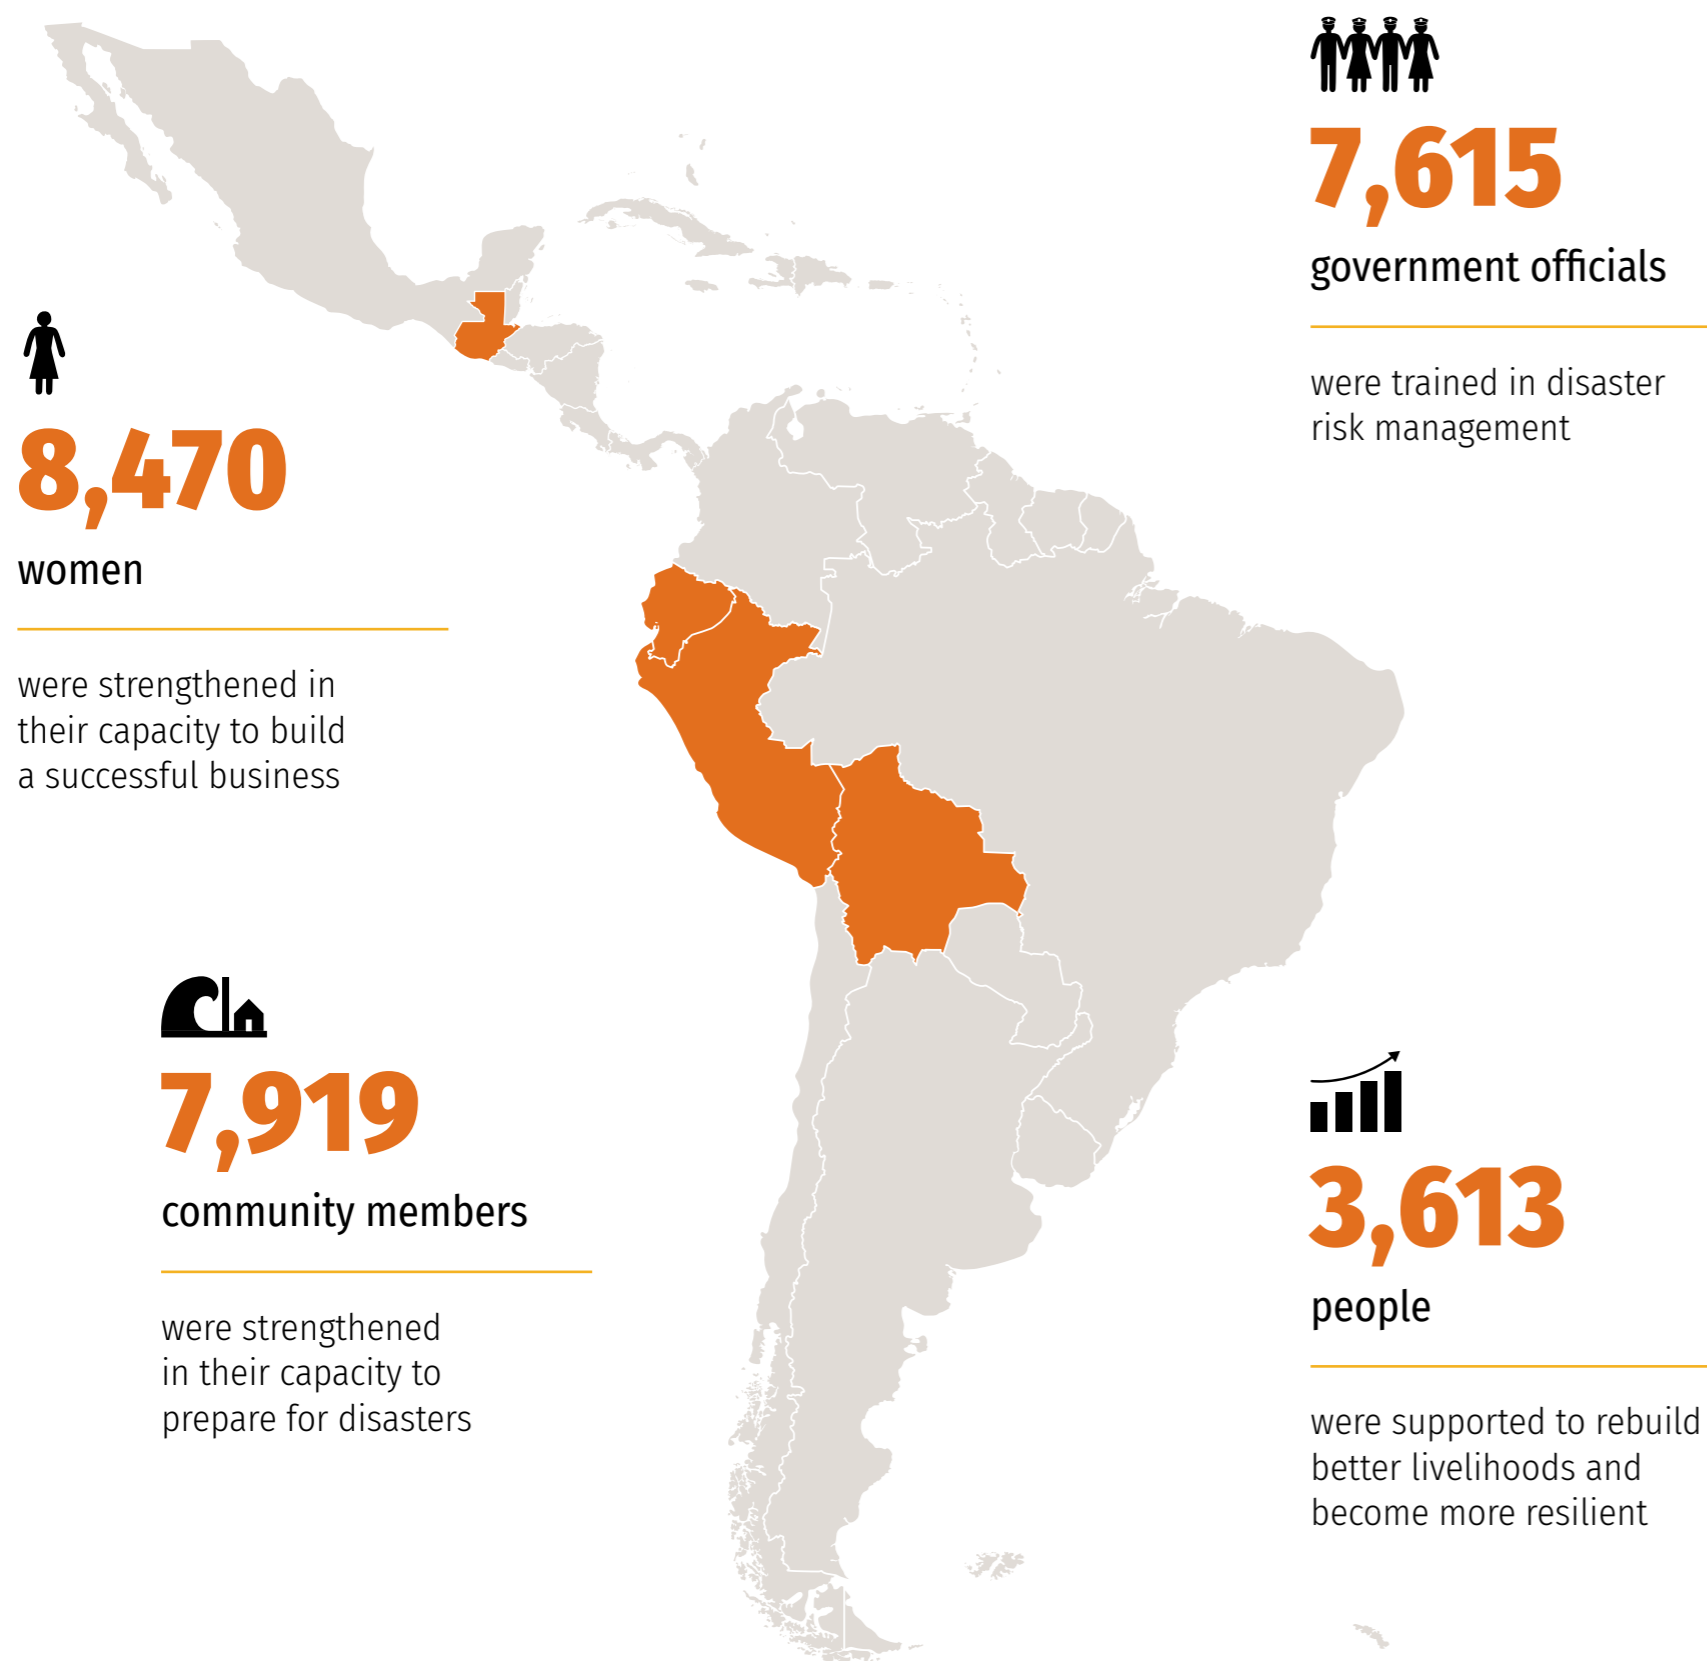 7,615
government officials
were trained in disaster
risk management
8,470
women
were strengthened in
their capacity to build
a successful business
7,919
community members
were strengthened
in their capacity to
prepare for disasters
3,613
people
were supported to rebuild
better livelihoods and
become more resilient